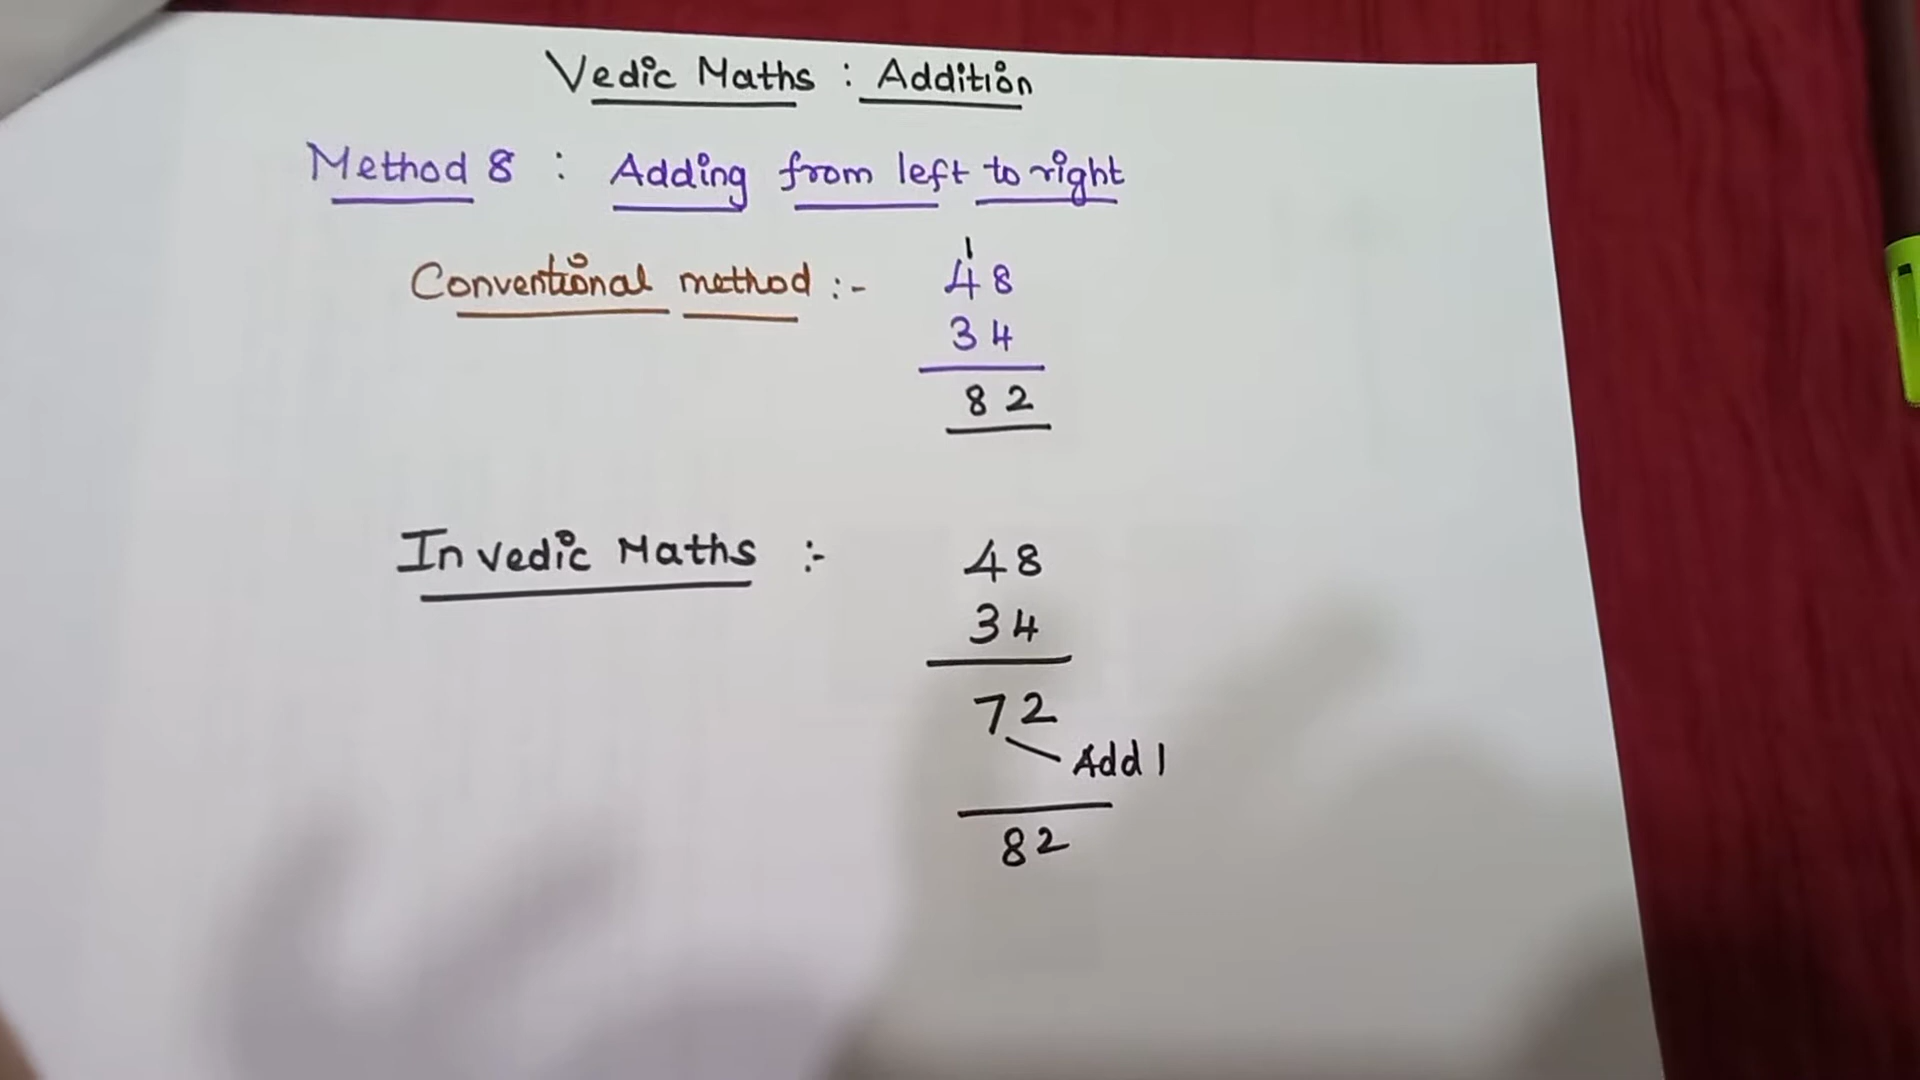 Vedic Maths : Addition
Method 8 : Adding from left to right
1
Conventional method :- 48
34
82
In vedic Maths :- 48
34
72
Add 1
82